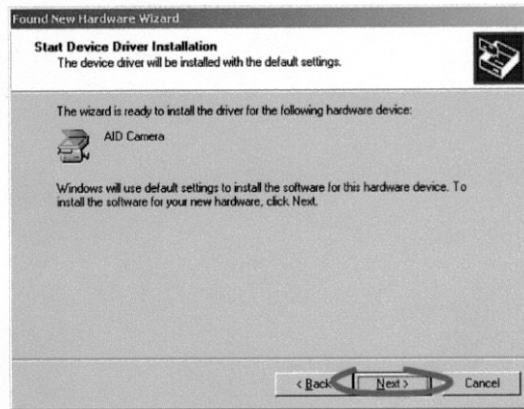 Found New Hardware Wizard
Start Device Driver Installation
The device driver will be installed with the default settings.
The wizard is ready to install the driver for the following hardware device:
AID Camera
Windows will use default settings to install the software for this hardware device. To
install the software for your new hardware, click Next.
< Back
Next >
Cancel